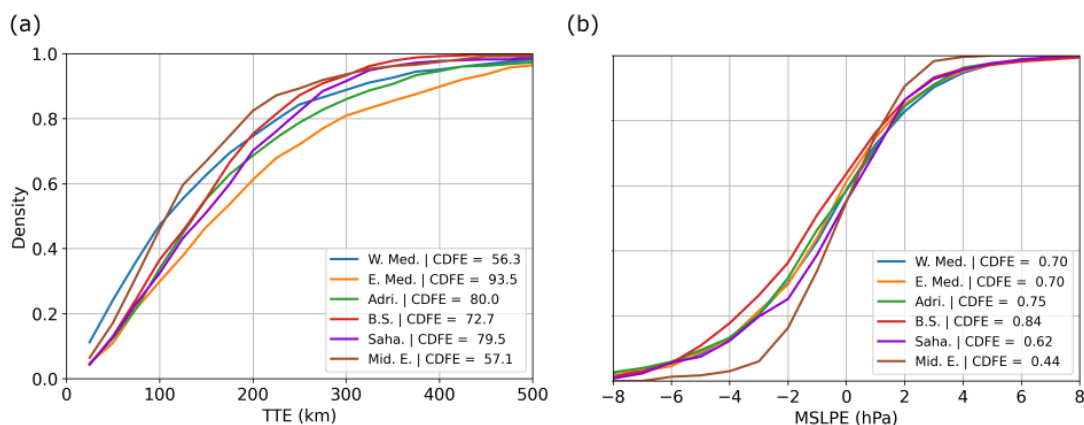 (a)
1.0
0.8
0.6
0.4
0.2
0.0
Density
W. Med. | CDFE = 56.3
E. Med. | CDFE = 93.5
Adri. | CDFE = 80.0
B.S. | CDFE = 72.7
Saha. | CDFE = 79.5
Mid. E. | CDFE = 57.1
0 100 200 300 400 500
TTE (km)
(b)
W. Med. | CDFE = 0.70
E. Med. | CDFE = 0.70
Adri. | CDFE = 0.75
B.S. | CDFE = 0.84
Saha. | CDFE = 0.62
Mid. E. | CDFE = 0.44
−8 −6 −4 −2 0 2 4 6 8
MSLPE (hPa)